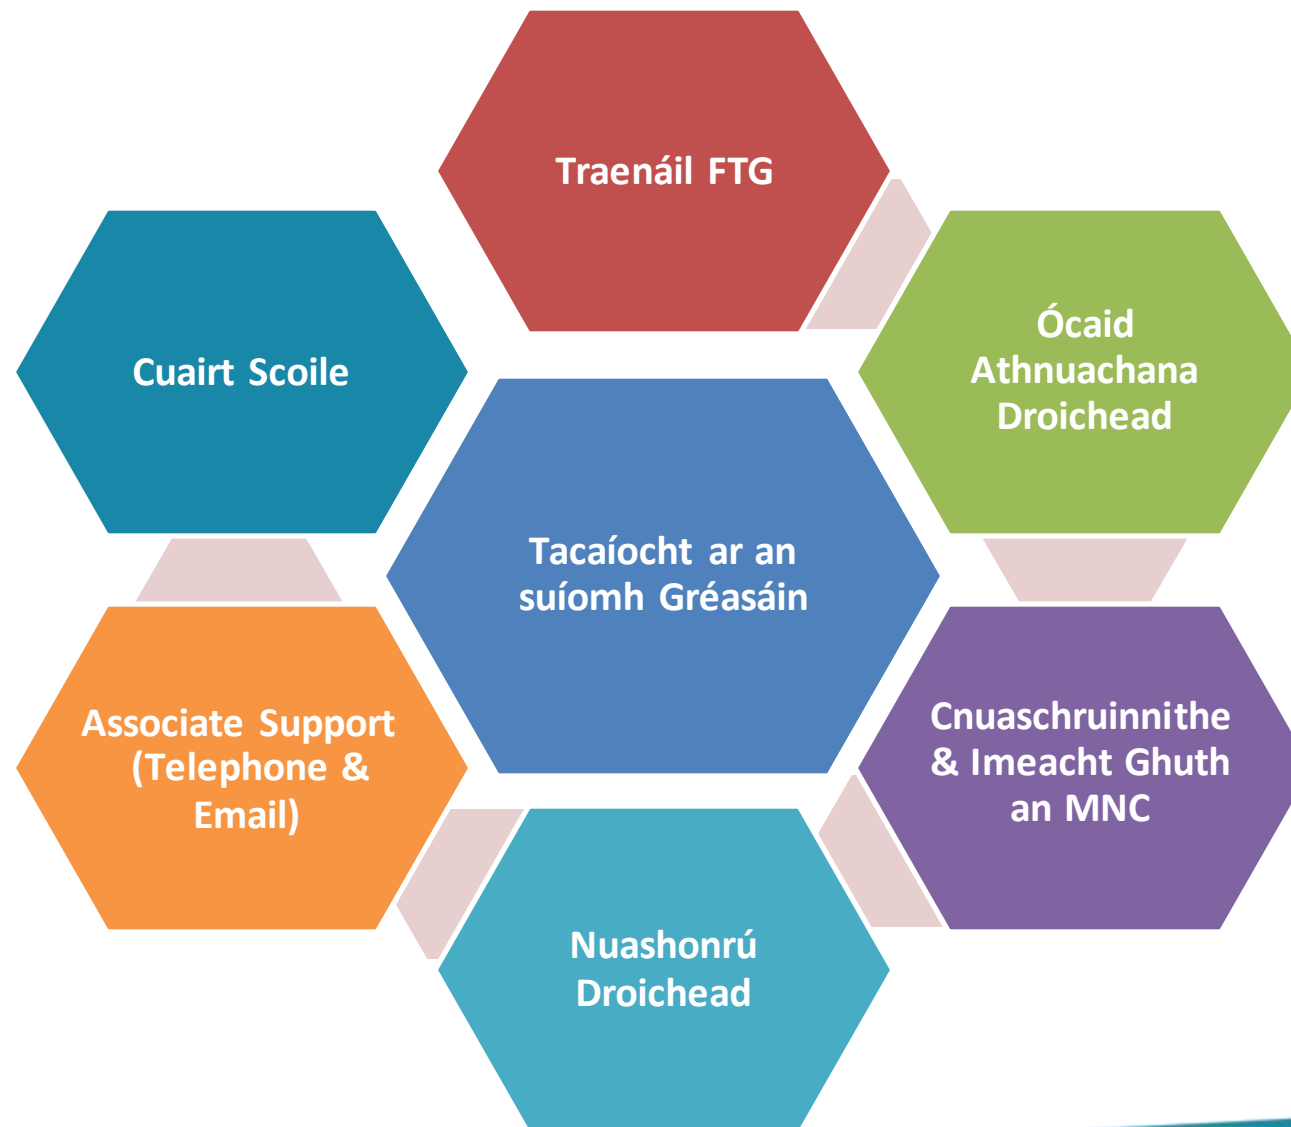 Traenáil FTG
Ócaid
Athnuachana
Droichead
Cuairt Scoile
Tacaíocht ar an
suíomh Gréasáin
Cnuaschruinnithe
& Imeacht Ghuth
an MNC
Associate Support
(Telephone &
Email)
Nuashonrú
Droichead